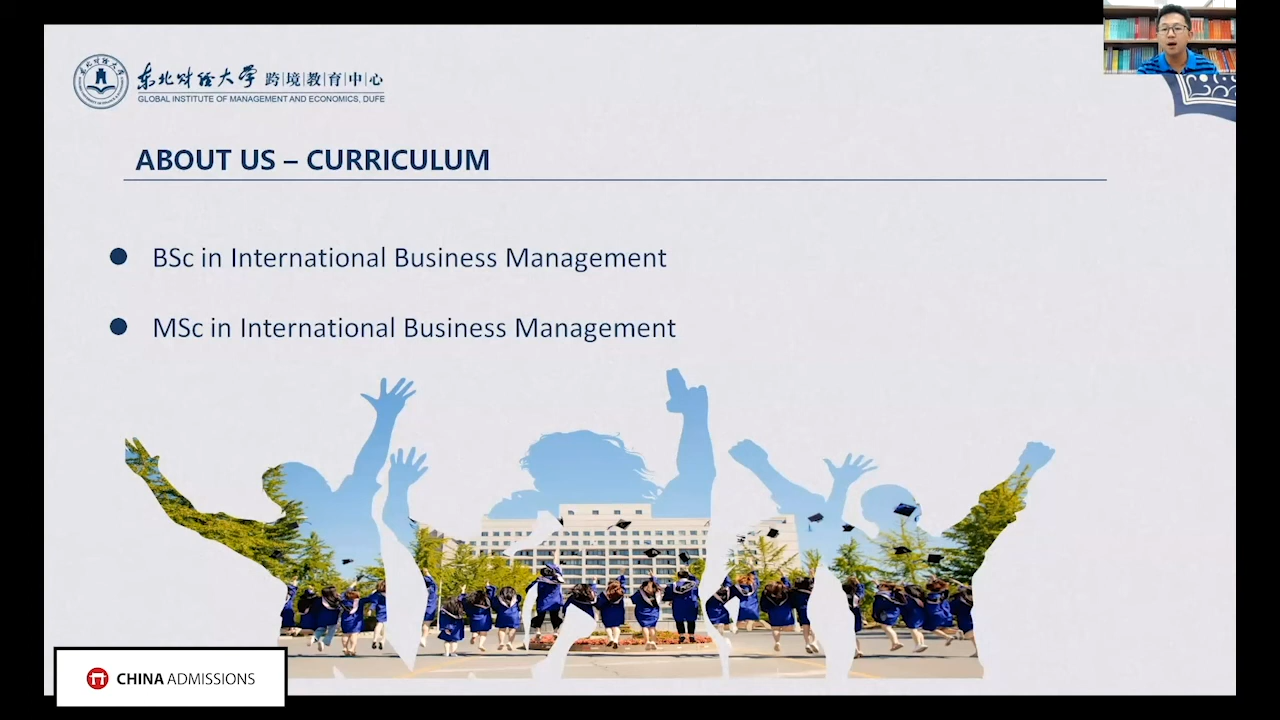 东北财经大学 跨|境|教|育|中|心
GLOBAL INSTITUTE OF MANAGEMENT AND ECONOMICS, DUFE
ABOUT US – CURRICULUM
● BSc in International Business Management
● MSc in International Business Management
CHINA ADMISSIONS